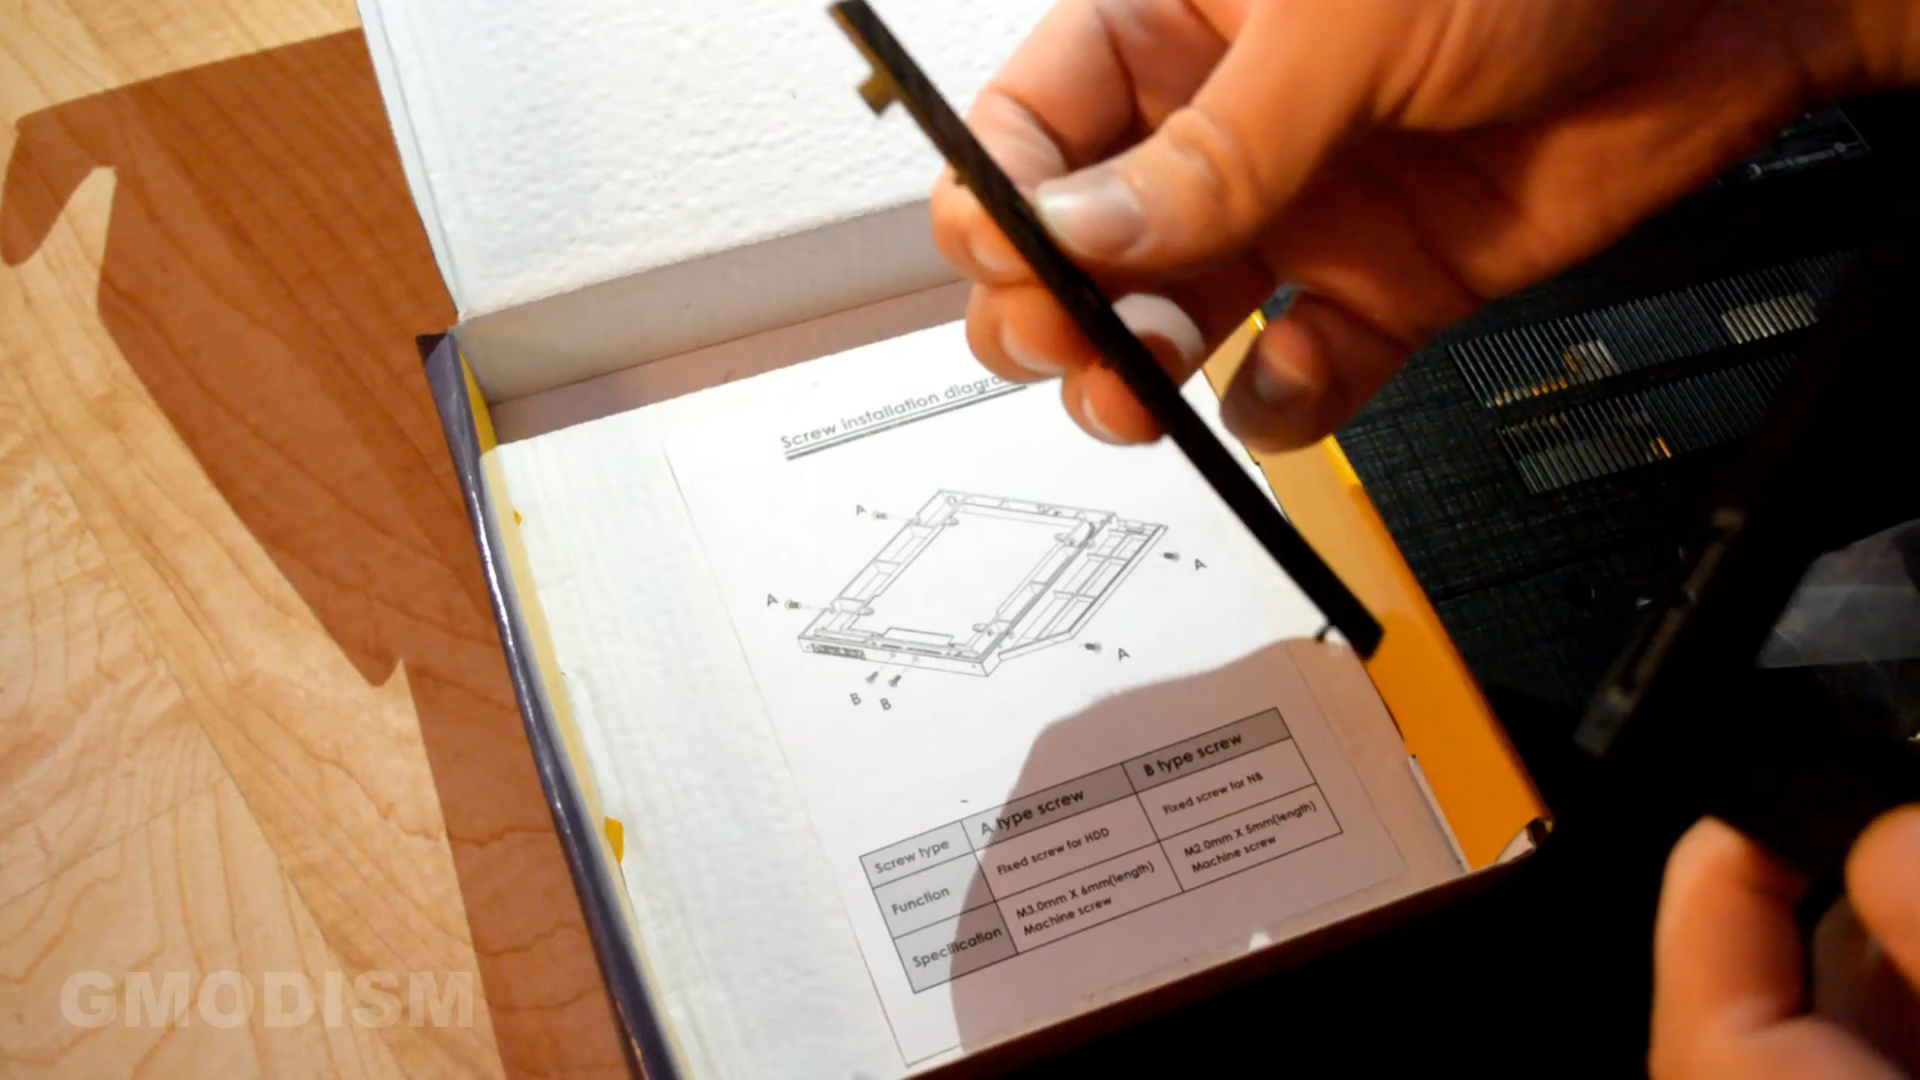 Screw installation diagra
A
A
A
A
B
B
Screw type
A type screw
B type screw
Function
Fixed screw for HDD
Fixed screw for NB
Specification
M3.0mm X 6mm(length)
Machine screw
M2.0mm X 5mm(length)
Machine screw
GMODISM